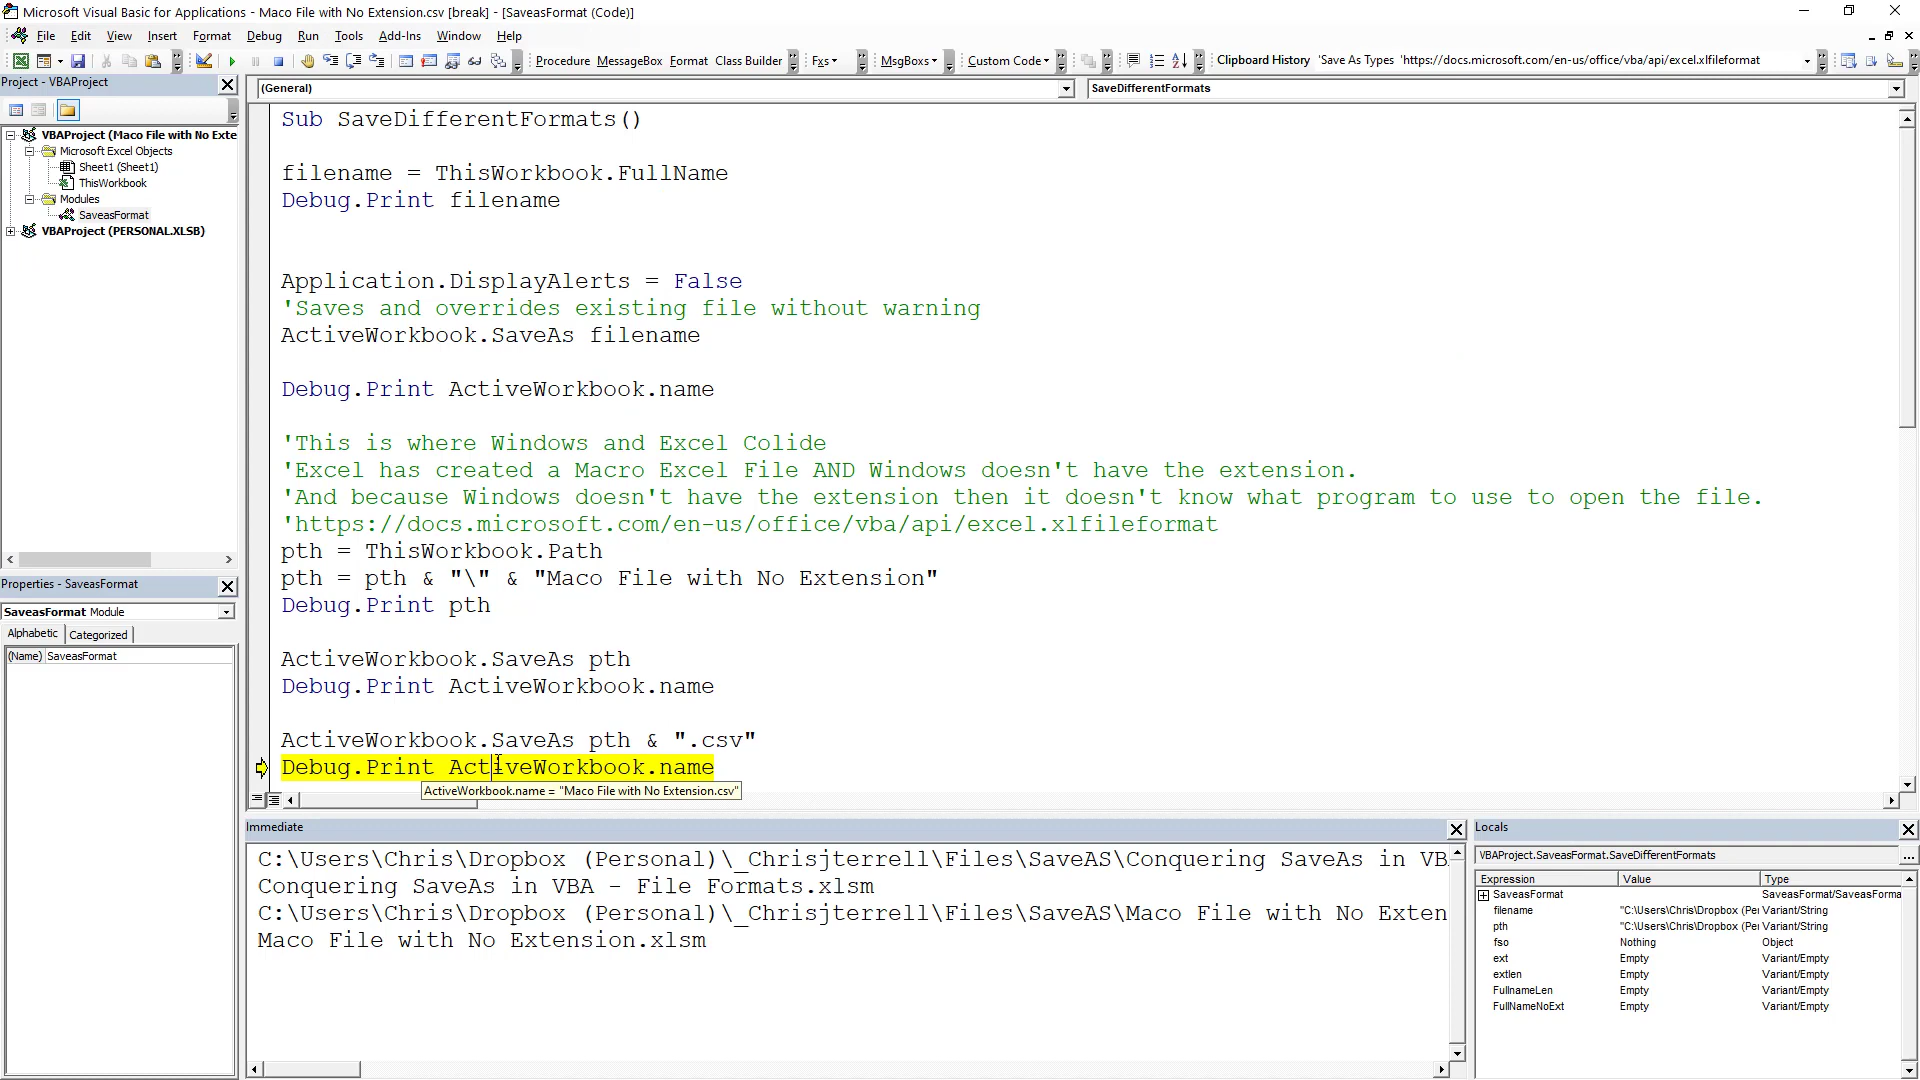 Microsoft Visual Basic for Applications - Maco File with No Extension.csv [break] - [SaveasFormat (Code)]
File Edit View Insert Format Debug Run Tools Add-Ins Window Help
Procedure MessageBox Format Class Builder Fxs MsgBoxs Custom Code Clipboard History 'Save As Types 'https://docs.microsoft.com/en-us/office/vba/api/excel.xlfileformat
Project - VBAProject
VBAProject (Maco File with No Exte
Microsoft Excel Objects
Sheet1 (Sheet1)
ThisWorkbook
Modules
SaveasFormat
VBAProject (PERSONAL.XLSB)
Properties - SaveasFormat
SaveasFormat Module
Alphabetic Categorized
(Name) SaveasFormat
(General) SaveDifferentFormats
Sub SaveDifferentFormats()
filename = ThisWorkbook.FullName
Debug.Print filename
Application.DisplayAlerts = False
'Saves and overrides existing file without warning
ActiveWorkbook.SaveAs filename
Debug.Print ActiveWorkbook.name
'This is where Windows and Excel Colide
'Excel has created a Macro Excel File AND Windows doesn't have the extension.
'And because Windows doesn't have the extension then it doesn't know what program to use to open the file.
'https://docs.microsoft.com/en-us/office/vba/api/excel.xlfileformat
pth = ThisWorkbook.Path
pth = pth & "\" & "Maco File with No Extension"
Debug.Print pth
ActiveWorkbook.SaveAs pth
Debug.Print ActiveWorkbook.name
ActiveWorkbook.SaveAs pth & ".csv"
Debug.Print ActiveWorkbook.name
ActiveWorkbook.name = "Maco File with No Extension.csv"
Immediate
C:\Users\Chris\Dropbox (Personal)\_Chrisjterrell\Files\SaveAS\Conquering SaveAs in VB
Conquering SaveAs in VBA - File Formats.xlsm
C:\Users\Chris\Dropbox (Personal)\_Chrisjterrell\Files\SaveAS\Maco File with No Exten
Maco File with No Extension.xlsm
Locals
VBAProject.SaveasFormat.SaveDifferentFormats ...
Expression Value Type
SaveasFormat SaveasFormat/SaveasForma
filename "C:\Users\Chris\Dropbox (Per Variant/String
pth "C:\Users\Chris\Dropbox (Per Variant/String
fso Nothing Object
ext Empty Variant/Empty
extlen Empty Variant/Empty
FullnameLen Empty Variant/Empty
FullNameNoExt Empty Variant/Empty